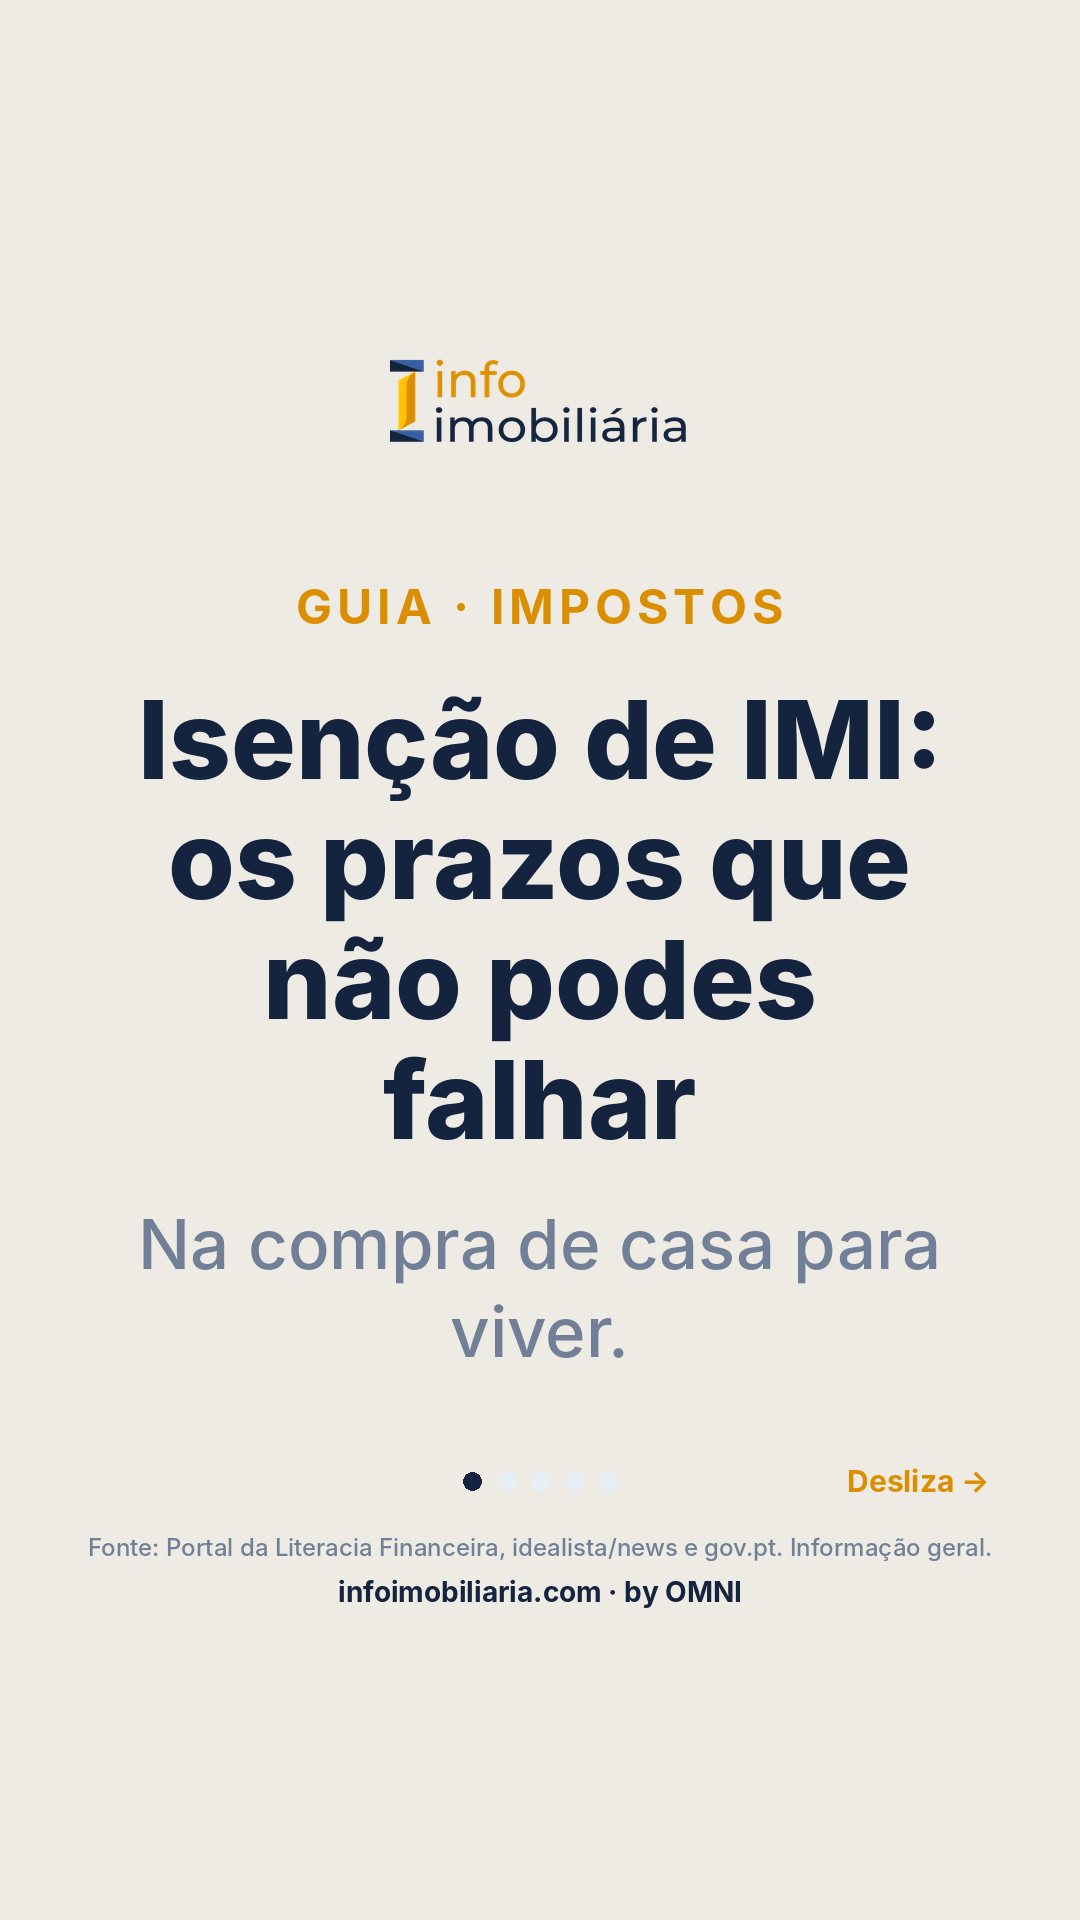 info
imobiliária
GUIA · IMPOSTOS
Isenção de IMI:
os prazos que
não podes
falhar
Na compra de casa para
viver.
Desliza →
Fonte: Portal da Literacia Financeira, idealista/news e gov.pt. Informação geral.
infoimobiliaria.com · by OMNI